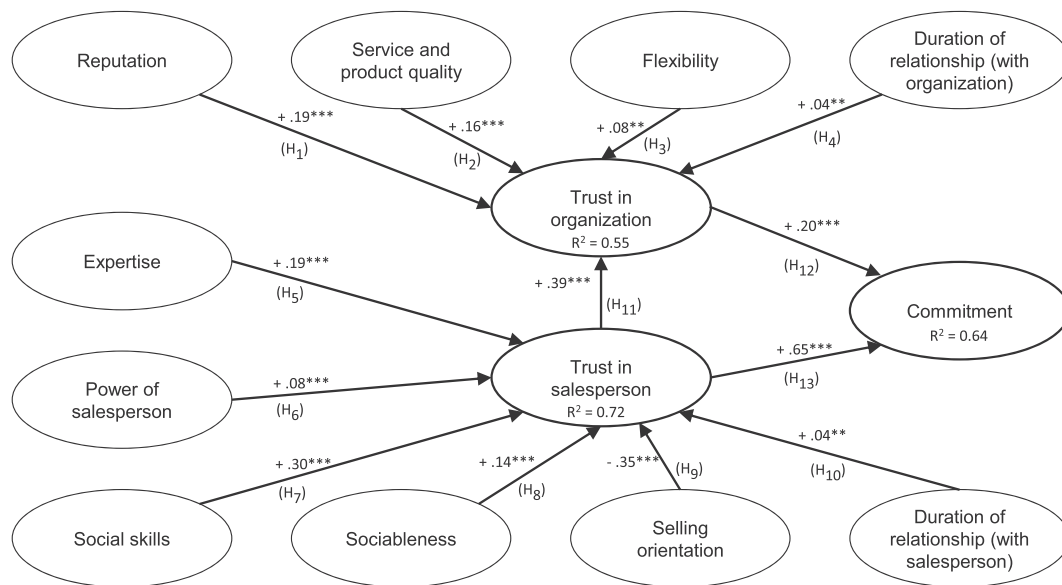 Reputation
Service and
product quality
Flexibility
Duration of
relationship (with
organization)
+ .19***
(H1)
+ .16***
(H2)
+ .08**
(H3)
+ .04**
(H4)
Trust in
organization
R² = 0.55
Expertise
+ .19***
(H5)
+ .39***
(H11)
+ .20***
(H12)
Commitment
R² = 0.64
Power of
salesperson
+ .08***
(H6)
Trust in
salesperson
R² = 0.72
+ .65***
(H13)
+ .30***
(H7)
+ .14***
(H8)
- .35***
(H9)
+ .04**
(H10)
Social skills
Sociableness
Selling
orientation
Duration of
relationship (with
salesperson)